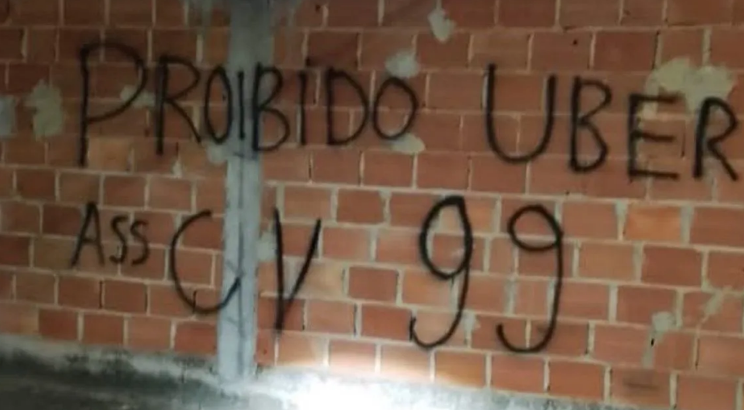 PROIBIDO UBER
ASS CV 99